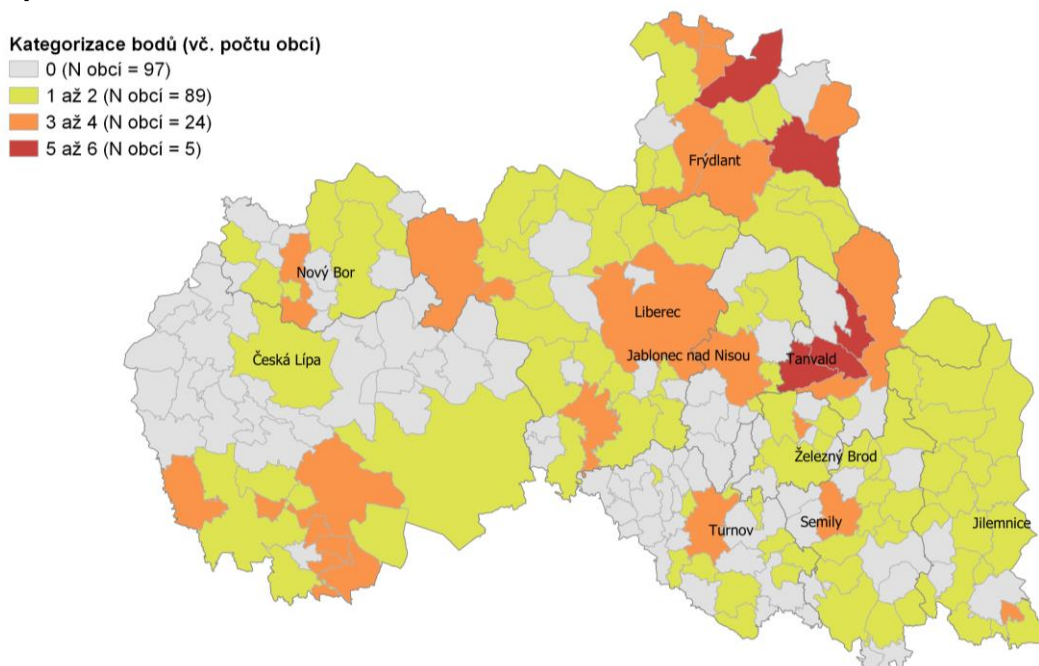 Kategorizace bodů (vč. počtu obcí)
0 (N obcí = 97)
1 až 2 (N obcí = 89)
3 až 4 (N obcí = 24)
5 až 6 (N obcí = 5)
Frýdlant
Nový Bor
Liberec
Česká Lípa
Jablonec nad Nisou
Tanvald
Železný Brod
Turnov
Semily
Jilemnice